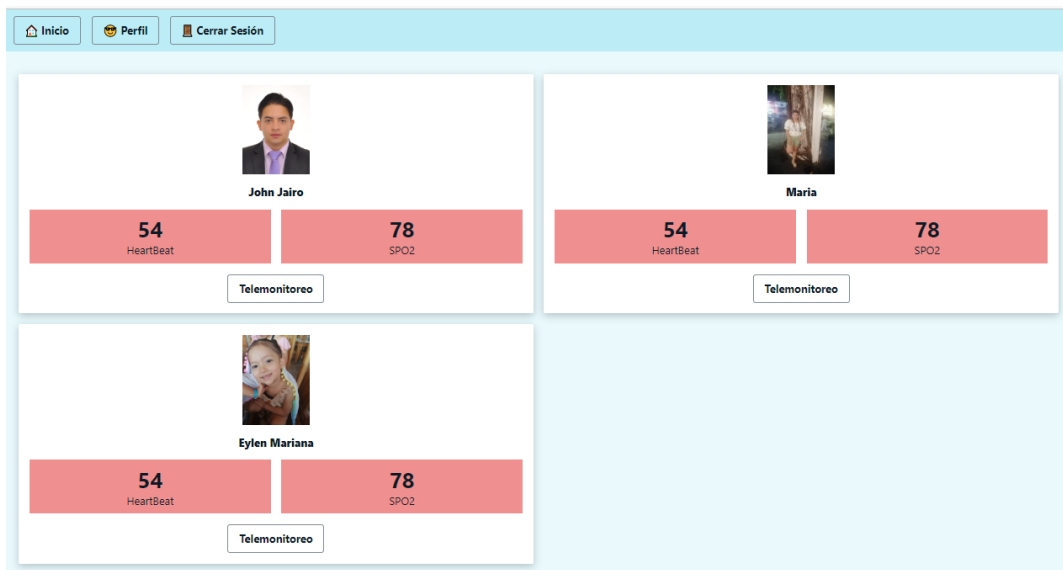 Inicio Perfil Cerrar Sesión
John Jairo
54 78
HeartBeat SPO2
Telemonitoreo
Maria
54 78
HeartBeat SPO2
Telemonitoreo
Eylen Mariana
54 78
HeartBeat SPO2
Telemonitoreo